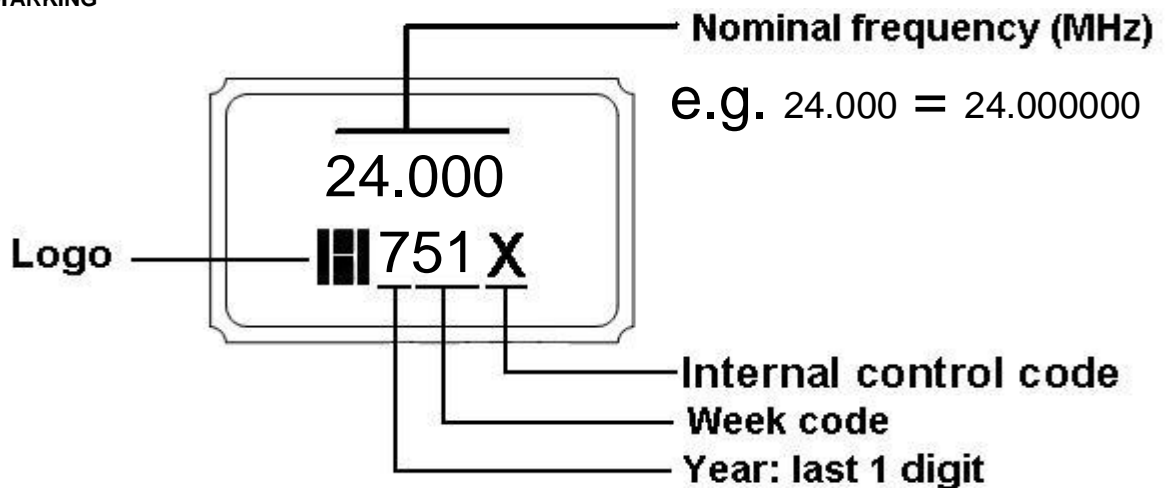 Nominal frequency (MHz)
e.g. 24.000 = 24.000000
24.000
Logo
751 X
Internal control code
Week code
Year: last 1 digit